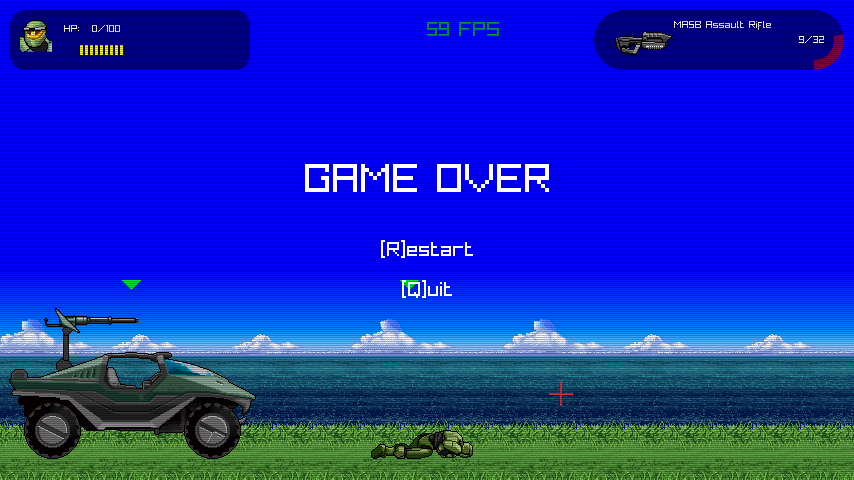 HP: 0/100
59 FPS
MA5B Assault Rifle
9/32
GAME OVER
[R]estart
[Q]uit